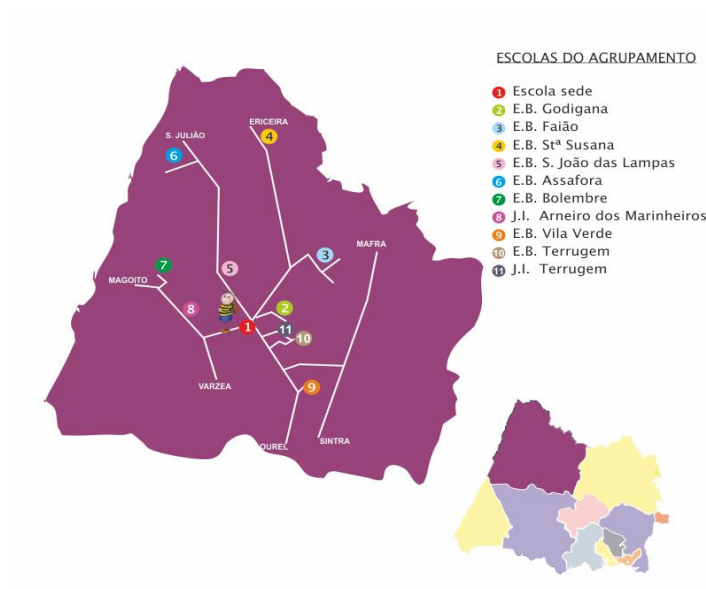 ESCOLAS DO AGRUPAMENTO
1 Escola sede
2 E.B. Godigana
3 E.B. Faião
4 E.B. Stª Susana
5 E.B. S. João das Lampas
6 E.B. Assafora
7 E.B. Bolembre
8 J.I. Arneiro dos Marinheiros
9 E.B. Vila Verde
10 E.B. Terrugem
11 J.I. Terrugem
ERICEIRA
4
S. JULIÃO
6
MAFRA
3
5
7
MAGOITO
8
2
1
11
10
VARZEA
9
OUREL
SINTRA